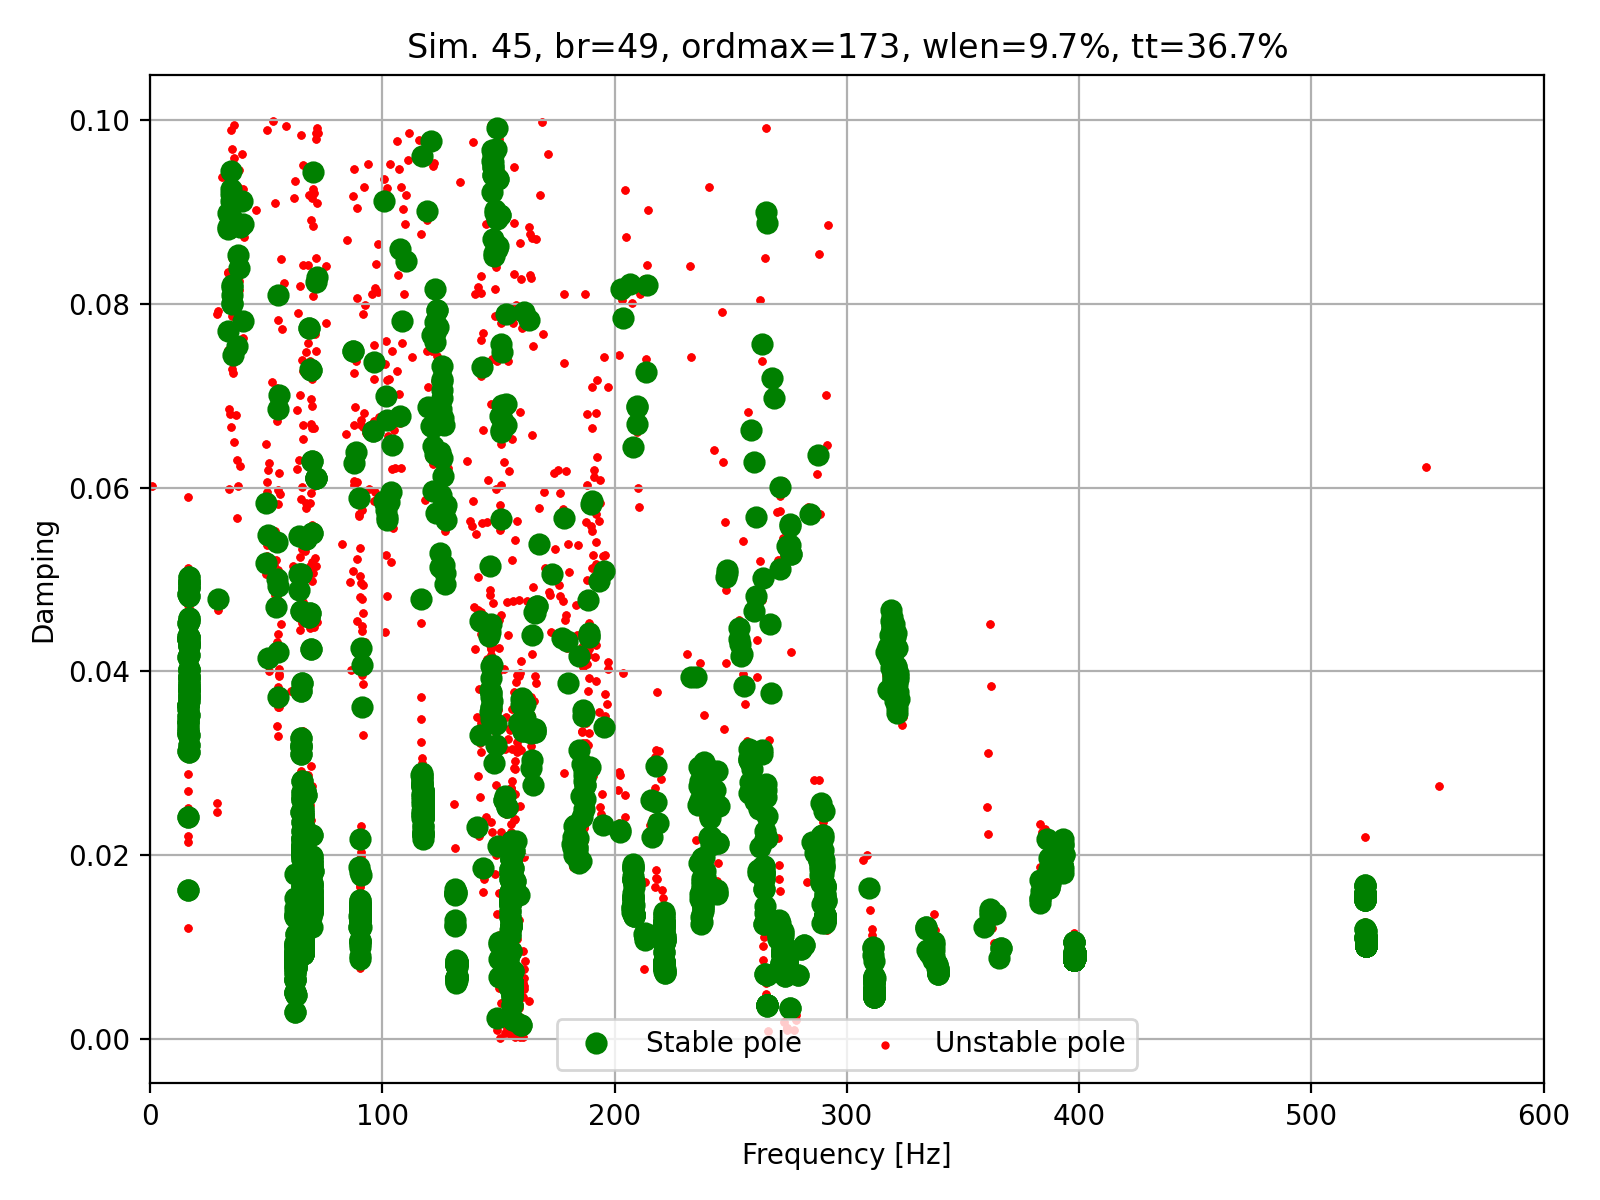 Sim. 45, br=49, ordmax=173, wlen=9.7%, tt=36.7%
0.10
0.08
0.06
0.04
0.02
0.00
Damping
Stable pole
Unstable pole
0
100
200
300
400
500
600
Frequency [Hz]